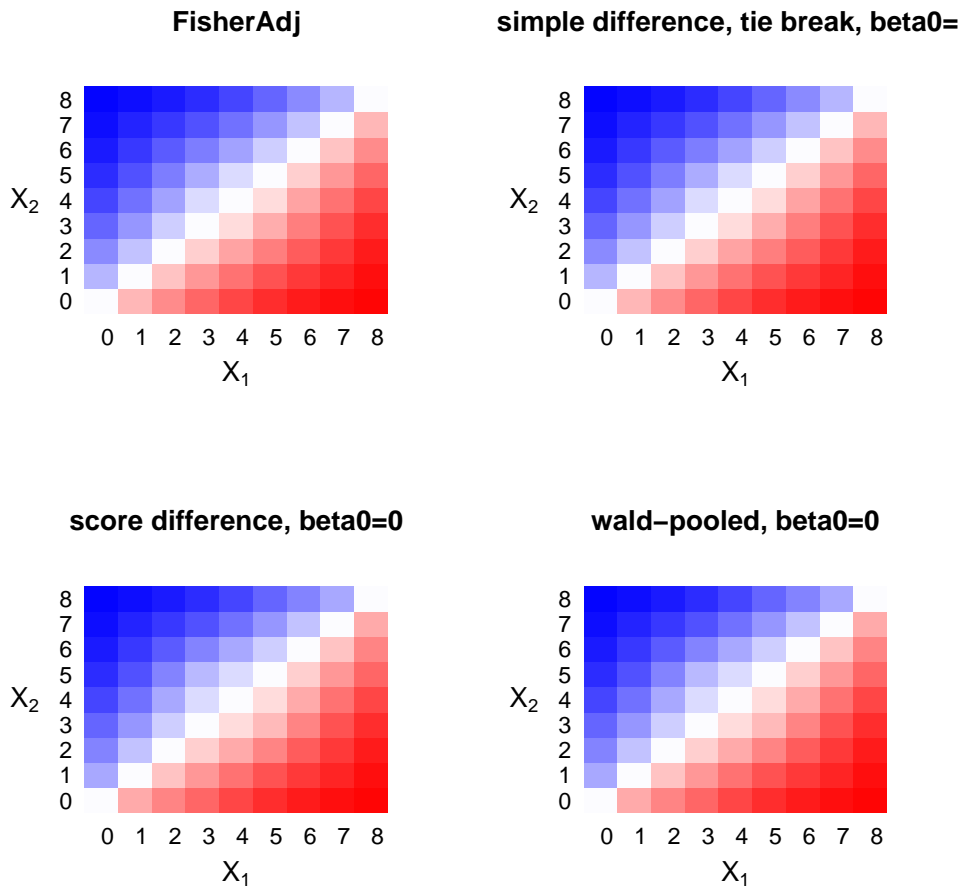 FisherAdj
8
7
6
5
4
3
2
1
0
X₂
0 1 2 3 4 5 6 7 8
X₁
simple difference, tie break, beta0=
8
7
6
5
4
3
2
1
0
X₂
0 1 2 3 4 5 6 7 8
X₁
score difference, beta0=0
8
7
6
5
4
3
2
1
0
X₂
0 1 2 3 4 5 6 7 8
X₁
wald−pooled, beta0=0
8
7
6
5
4
3
2
1
0
X₂
0 1 2 3 4 5 6 7 8
X₁